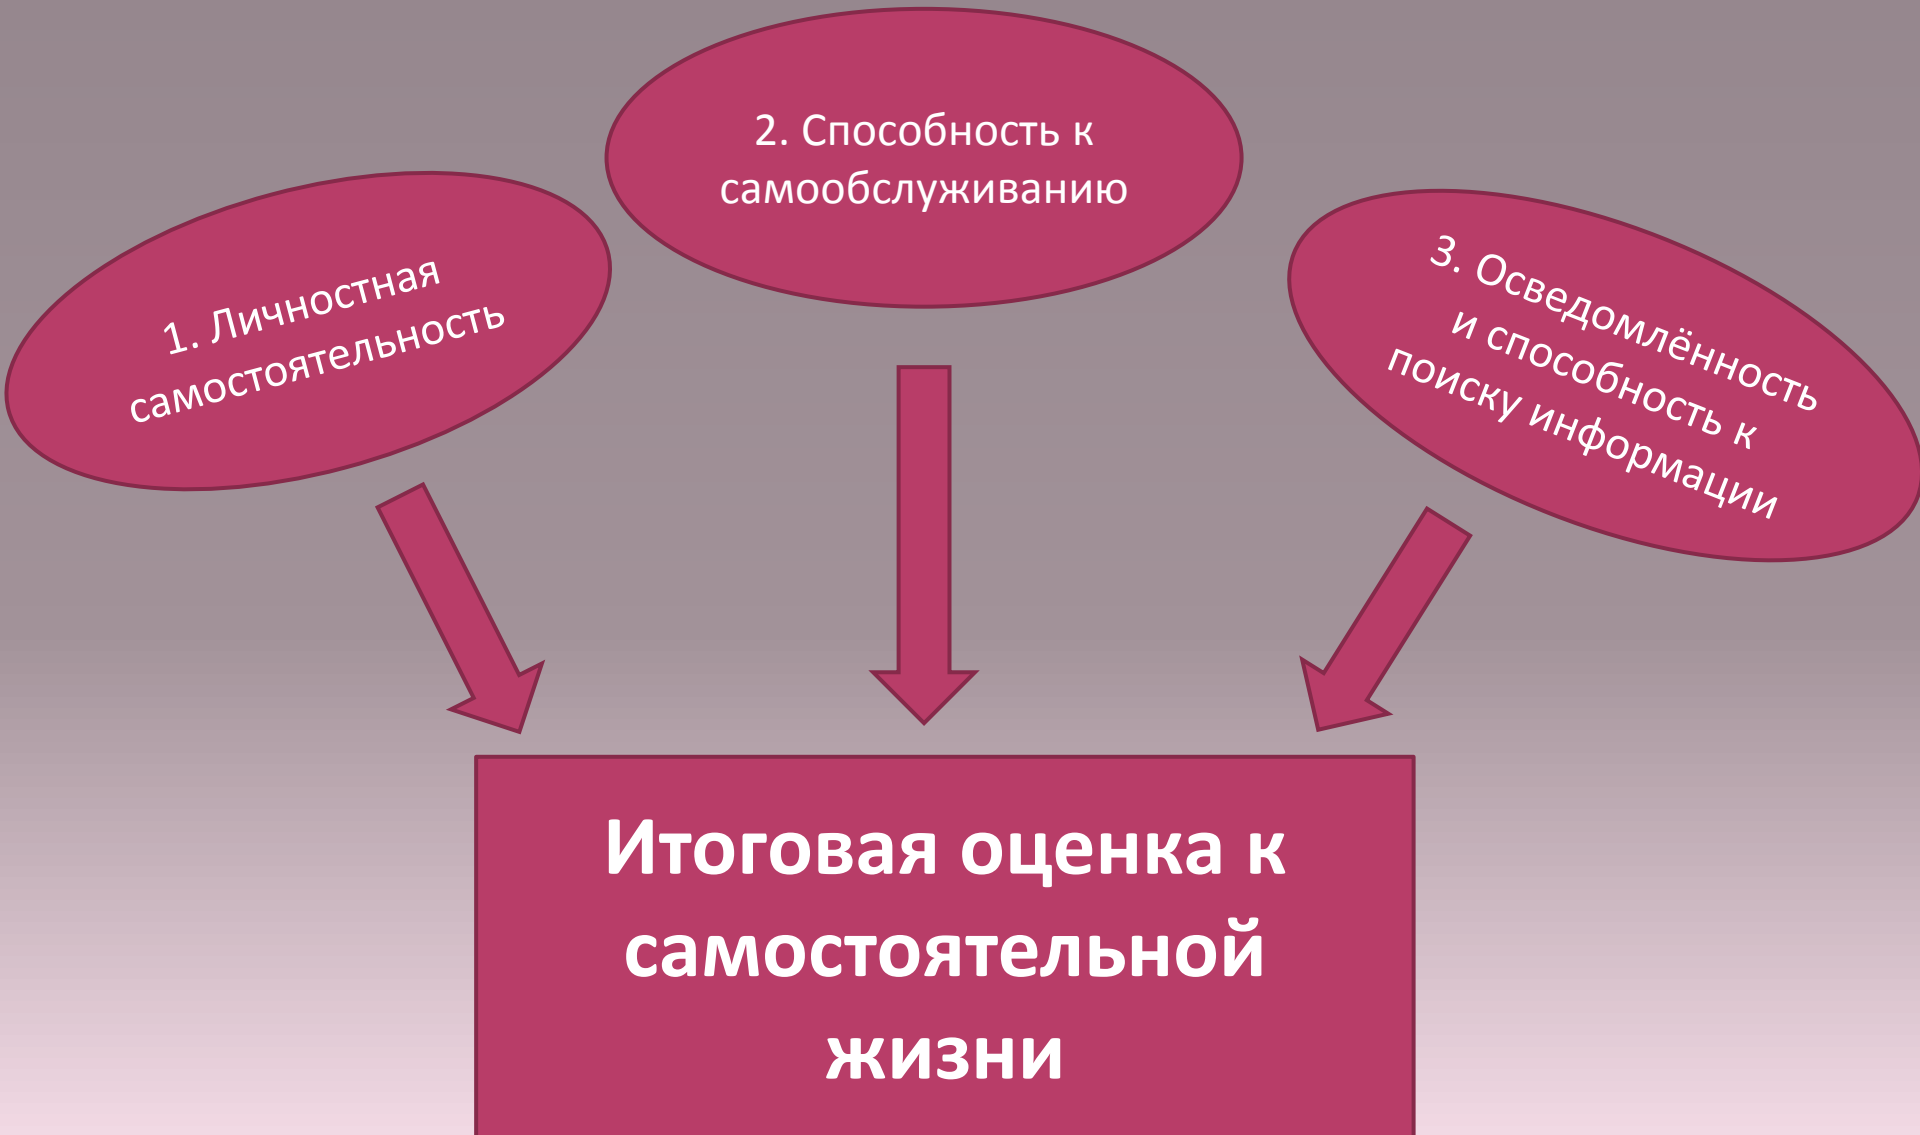 1. Личностная
самостоятельность
2. Способность к
самообслуживанию
3. Осведомлённость
и способность к
поиску информации
Итоговая оценка к
самостоятельной
жизни